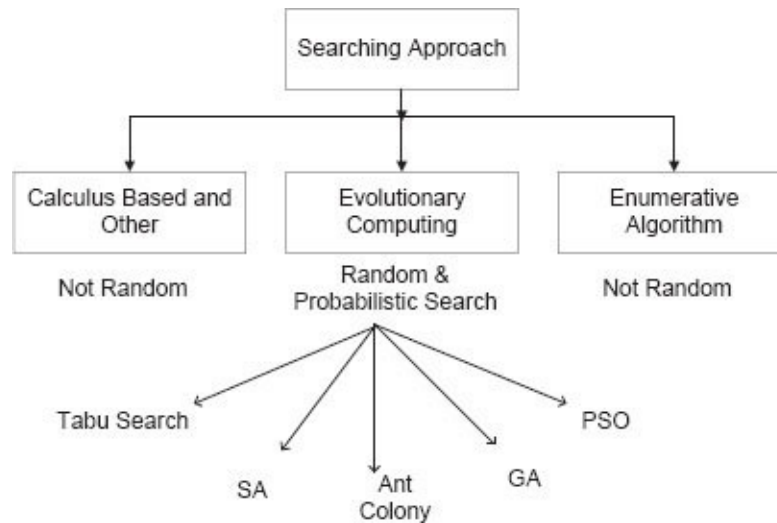 Searching
Approach
Calculus Based and
Other
Evolutionary
Computing
Enumerative
Algorithm
Not Random
Random &
Probabilistic Search
Not Random
Tabu Search
SA
Ant
Colony
GA
PSO